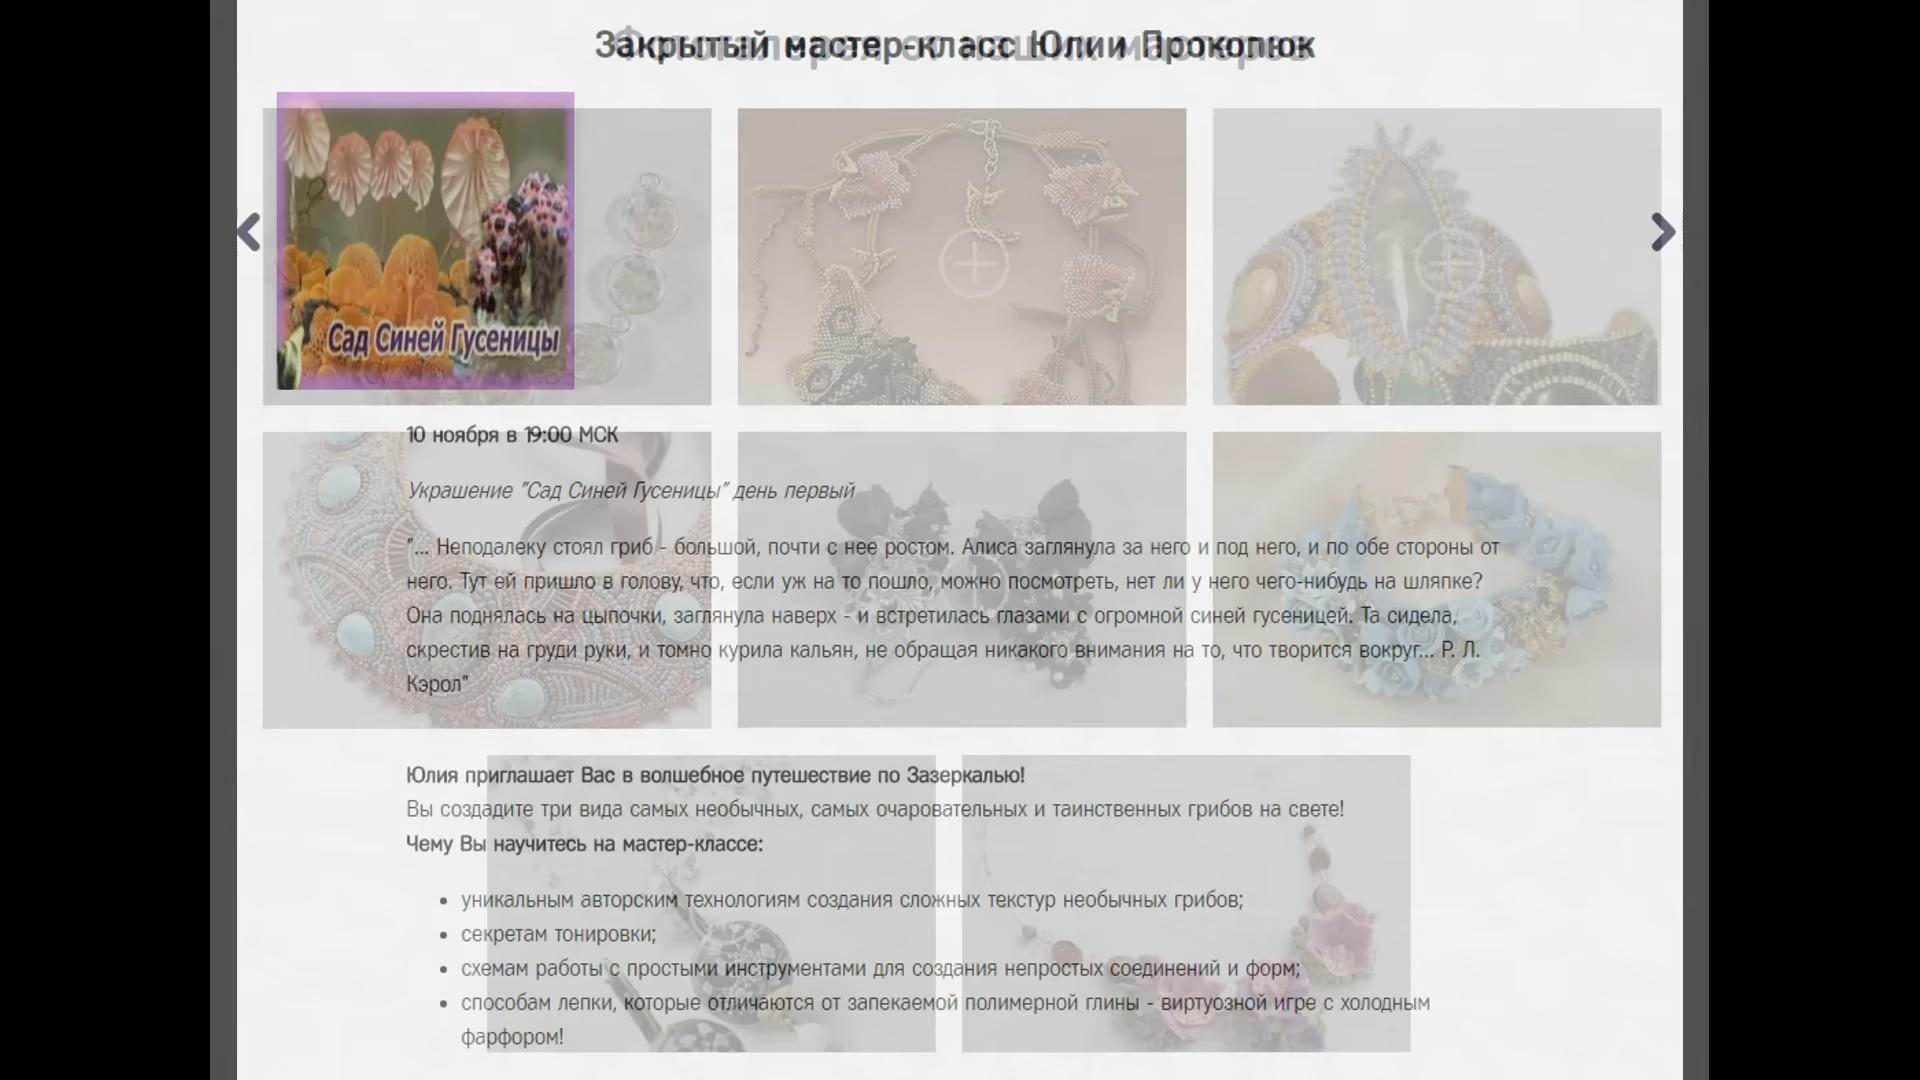 Закрытый мастер-класс Юлии Прокопюк
Фотогалерея от наших мастеров
Сад Синей Гусеницы
10 ноября в 19:00 МСК
Украшение "Сад Синей Гусеницы" день первый
"... Неподалеку стоял гриб - большой, почти с нее ростом. Алиса заглянула за него и под него, и по обе стороны от
него. Тут ей пришло в голову, что, если уж на то пошло, можно посмотреть, нет ли у него чего-нибудь на шляпке?
Она поднялась на цыпочки, заглянула наверх - и встретилась глазами с огромной синей гусеницей. Та сидела,
скрестив на груди руки, и томно курила кальян, не обращая никакого внимания на то, что творится вокруг... Р. Л.
Кэрол"
Юлия приглашает Вас в волшебное путешествие по Зазеркалью!
Вы создадите три вида самых необычных, самых очаровательных и таинственных грибов на свете!
Чему Вы научитесь на мастер-классе:
• уникальным авторским технологиям создания сложных текстур необычных грибов;
• секретам тонировки;
• схемам работы с простыми инструментами для создания непростых соединений и форм;
• способам лепки, которые отличаются от запекаемой полимерной глины - виртуозной игре с холодным
фарфором!